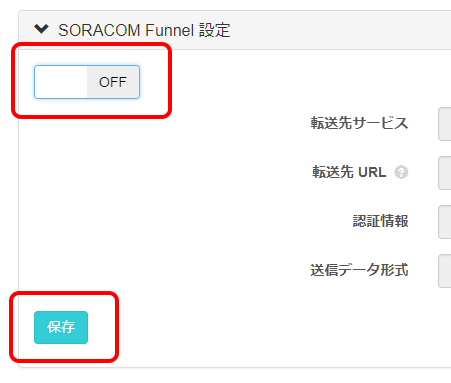 SORACOM Funnel 設定
OFF
転送先サービス
転送先 URL ?
認証情報
送信データ形式
保存